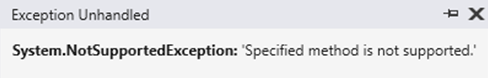 Exception Unhandled
System.NotSupportedException: 'Specified method is not supported.'